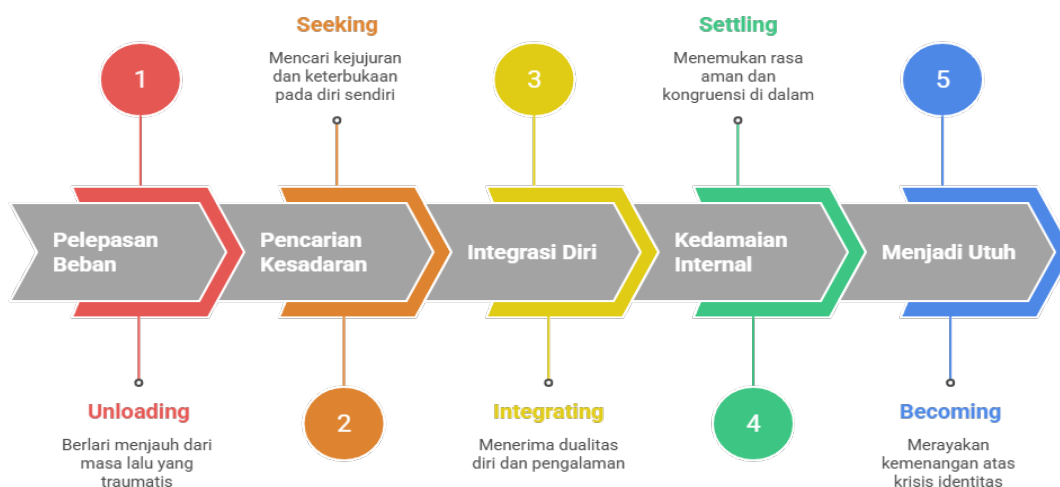 1
Pelepasan
Beban
Unloading
Berlari menjauh dari
masa lalu yang
traumatis
Seeking
Mencari kejujuran
dan keterbukaan
pada diri sendiri
Pencarian
Kesadaran
2
3
Integrasi Diri
Integrating
Menerima dualitas
diri dan pengalaman
Settling
Menemukan rasa
aman dan
kongruensi di dalam
Kedamaian
Internal
4
5
Menjadi Utuh
Becoming
Merayakan
kemenangan atas
krisis identitas